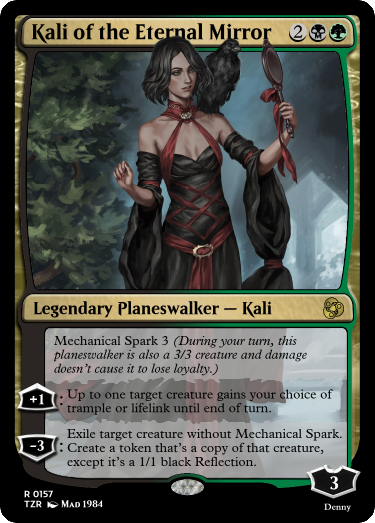 Kali of the Eternal Mirror 2
Legendary Planeswalker — Kali
Mechanical Spark 3 (During your turn, this
planeswalker is also a 3/3 creature and damage
doesn't cause it to lose loyalty.)
+1: Up to one target creature gains your choice of
trample or lifelink until end of turn.
-3: Exile target creature without Mechanical Spark.
Create a token that's a copy of that creature,
except it's a 1/1 black Reflection.
3
R 0157
TZR Mad 1984
Denny